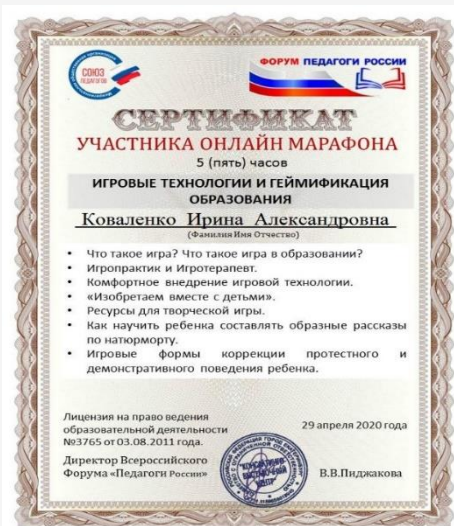 СОЮЗ
ПЕДАГОГОВ
ФОРУМ ПЕДАГОГИ РОССИИ
СЕРТИФИКАТ
УЧАСТНИКА ОНЛАЙН МАРАФОНА
5 (пять) часов
ИГРОВЫЕ ТЕХНОЛОГИИ И ГЕЙМИФИКАЦИЯ
ОБРАЗОВАНИЯ
Коваленко Ирина Александровна
(Фамилия Имя Отчество)
• Что такое игра? Что такое игра в образовании?
• Игропрактик и Игротерапевт.
• Комфортное внедрение игровой технологии.
• «Изобретаем вместе с детьми».
• Ресурсы для творческой игры.
• Как научить ребенка составлять образные рассказы
по натюрморту.
• Игровые формы коррекции протестного и
демонстративного поведения ребенка.
Лицензия на право ведения
образовательной деятельности
№3765 от 03.08.2011 года.
29 апреля 2020 года
Директор Всероссийского
Форума «Педагоги России»
В.В.Пиджакова